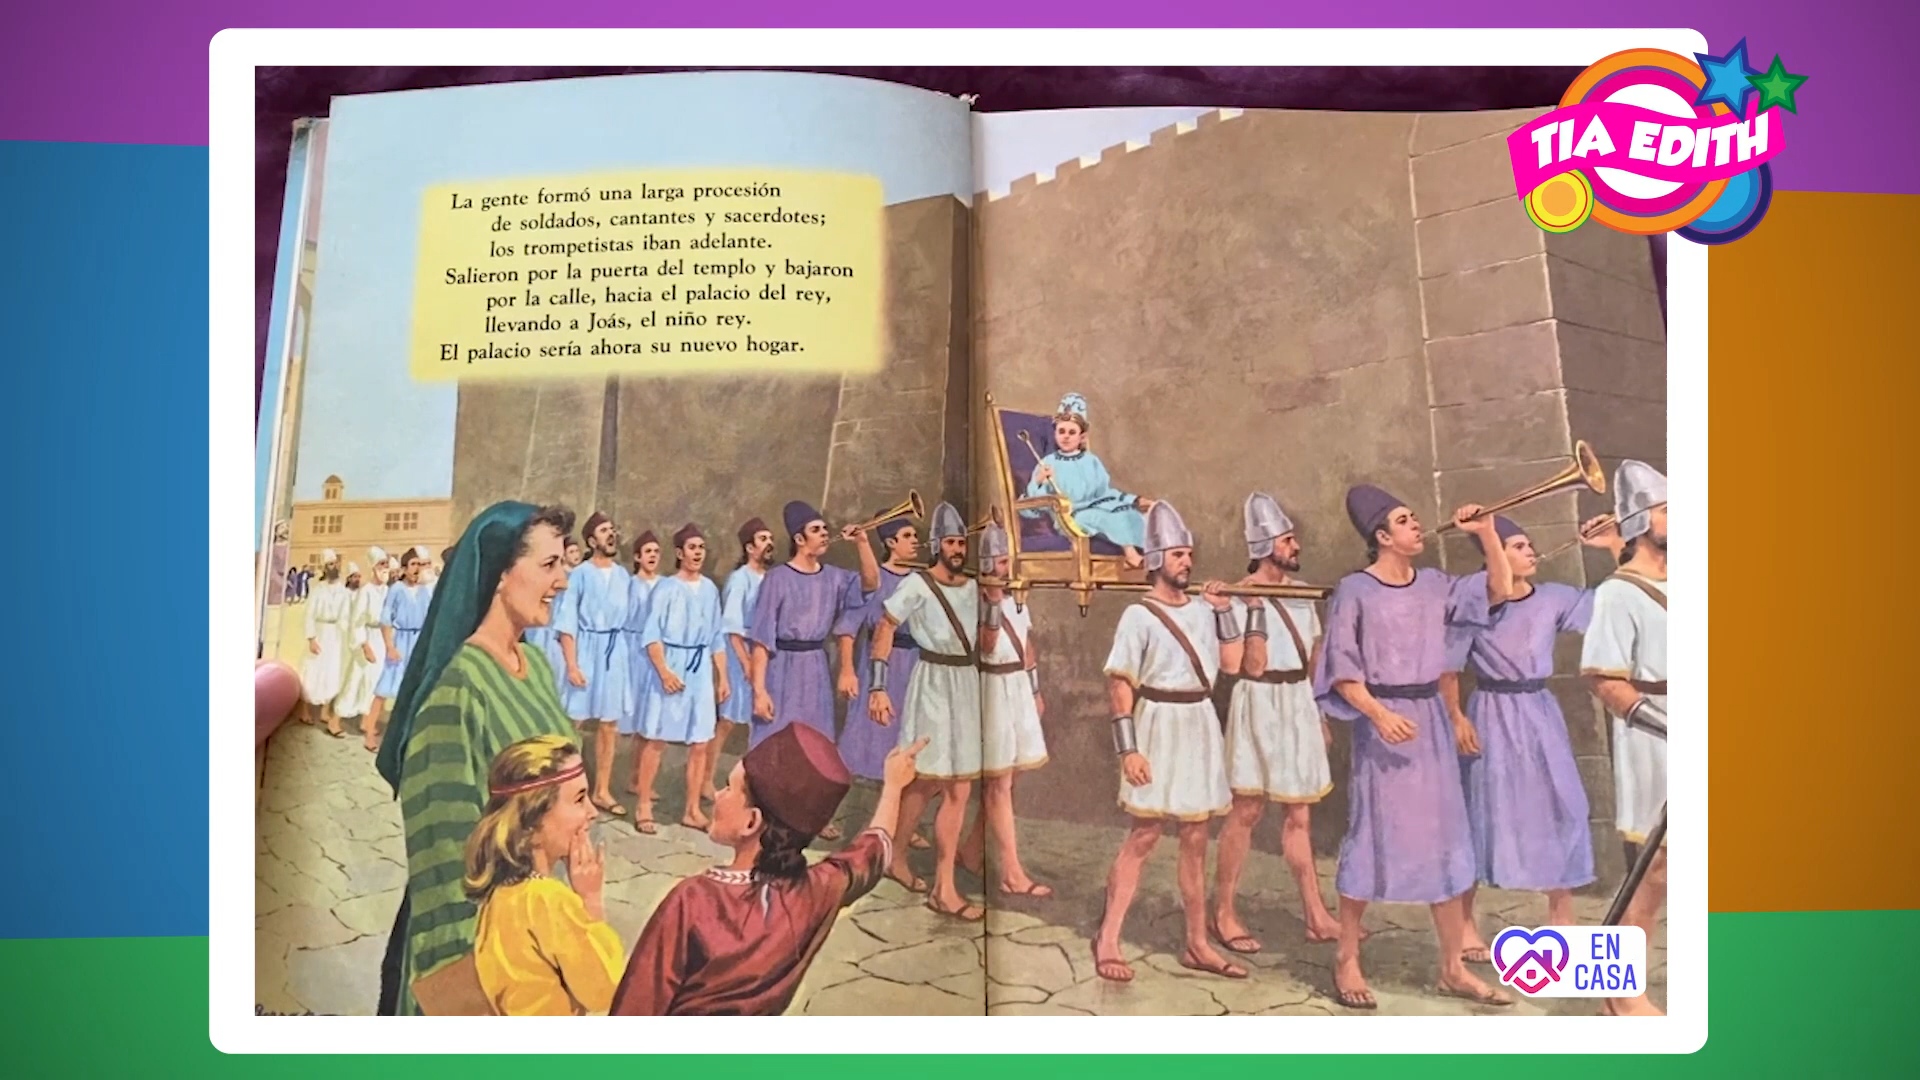 La gente formó una larga procesión
de soldados, cantantes y sacerdotes;
los trompetistas iban adelante.
Salieron por la puerta del templo y bajaron
por la calle, hacia el palacio del rey,
llevando a Joás, el niño rey.
El palacio sería ahora su nuevo hogar.
TIA EDITH
EN
CASA